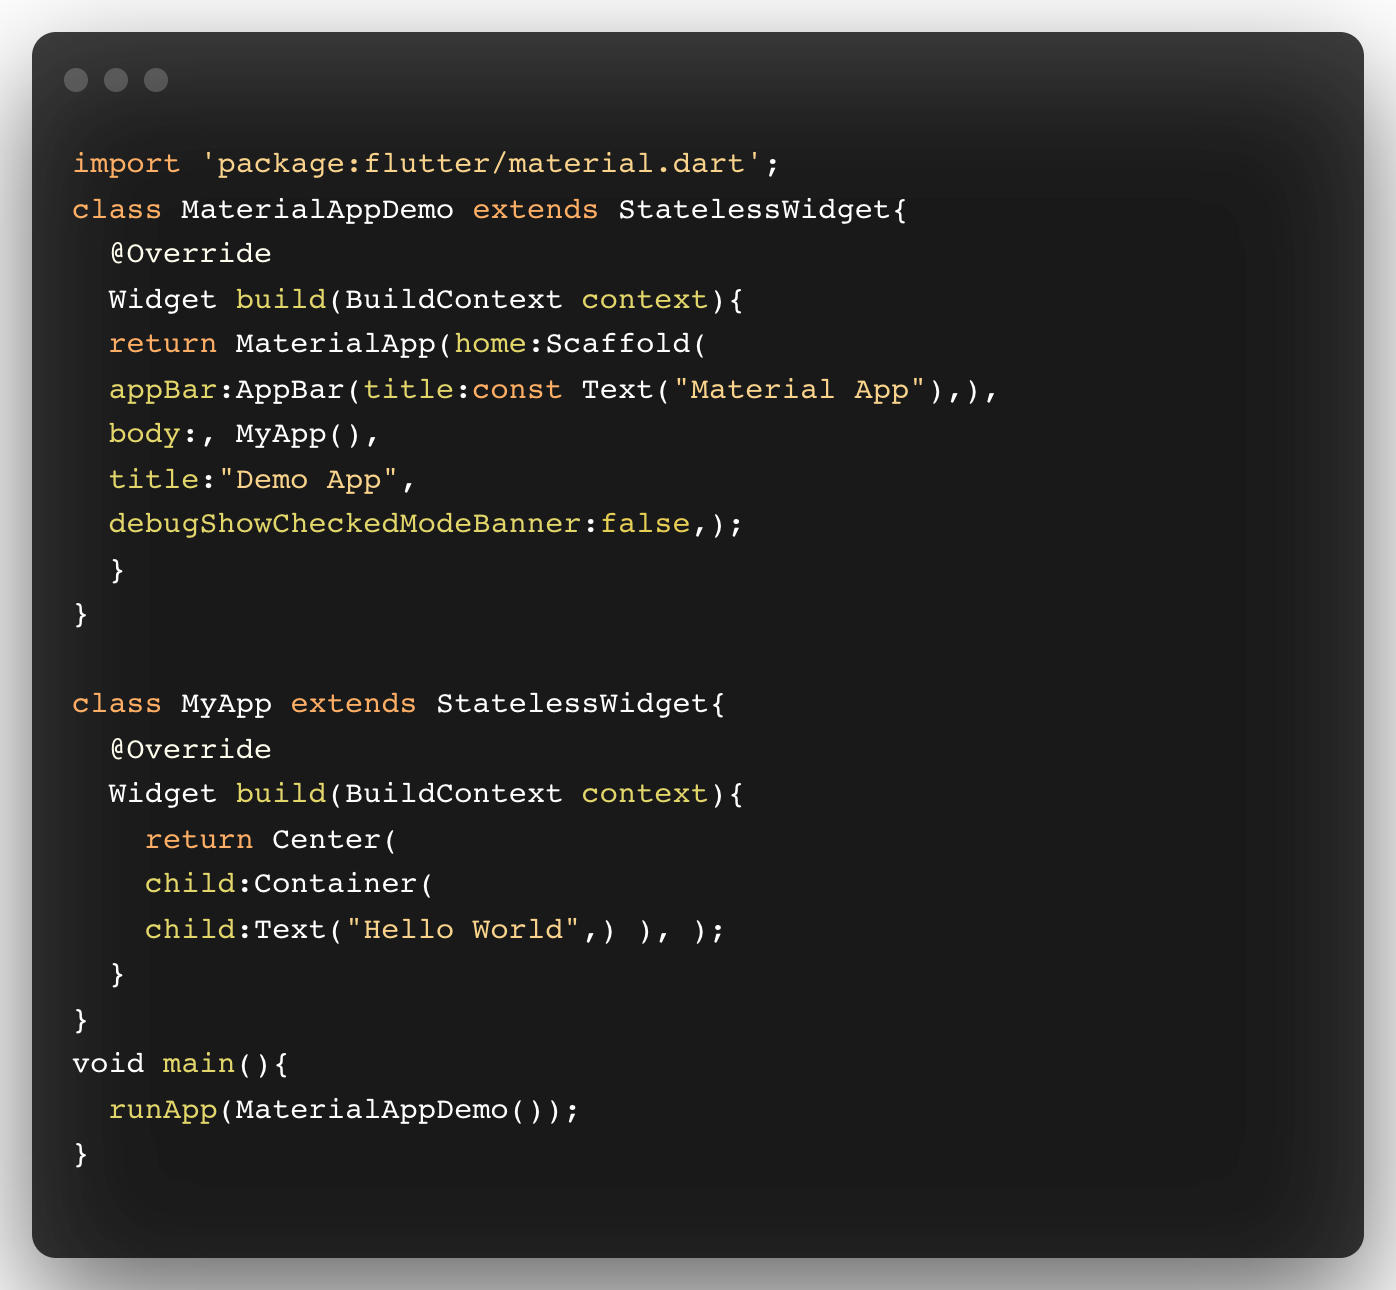 import 'package:flutter/material.dart';
class MaterialAppDemo extends StatelessWidget{
  @Override
  Widget build(BuildContext context){
  return MaterialApp(home:Scaffold(
  appBar:AppBar(title:const Text("Material App"),),
  body:, MyApp(),
  title:"Demo App",
  debugShowCheckedModeBanner:false,);
  }
}

class MyApp extends StatelessWidget{
  @Override
  Widget build(BuildContext context){
    return Center(
    child:Container(
    child:Text("Hello World",) ), );
  }
}
void main(){
  runApp(MaterialAppDemo());
}